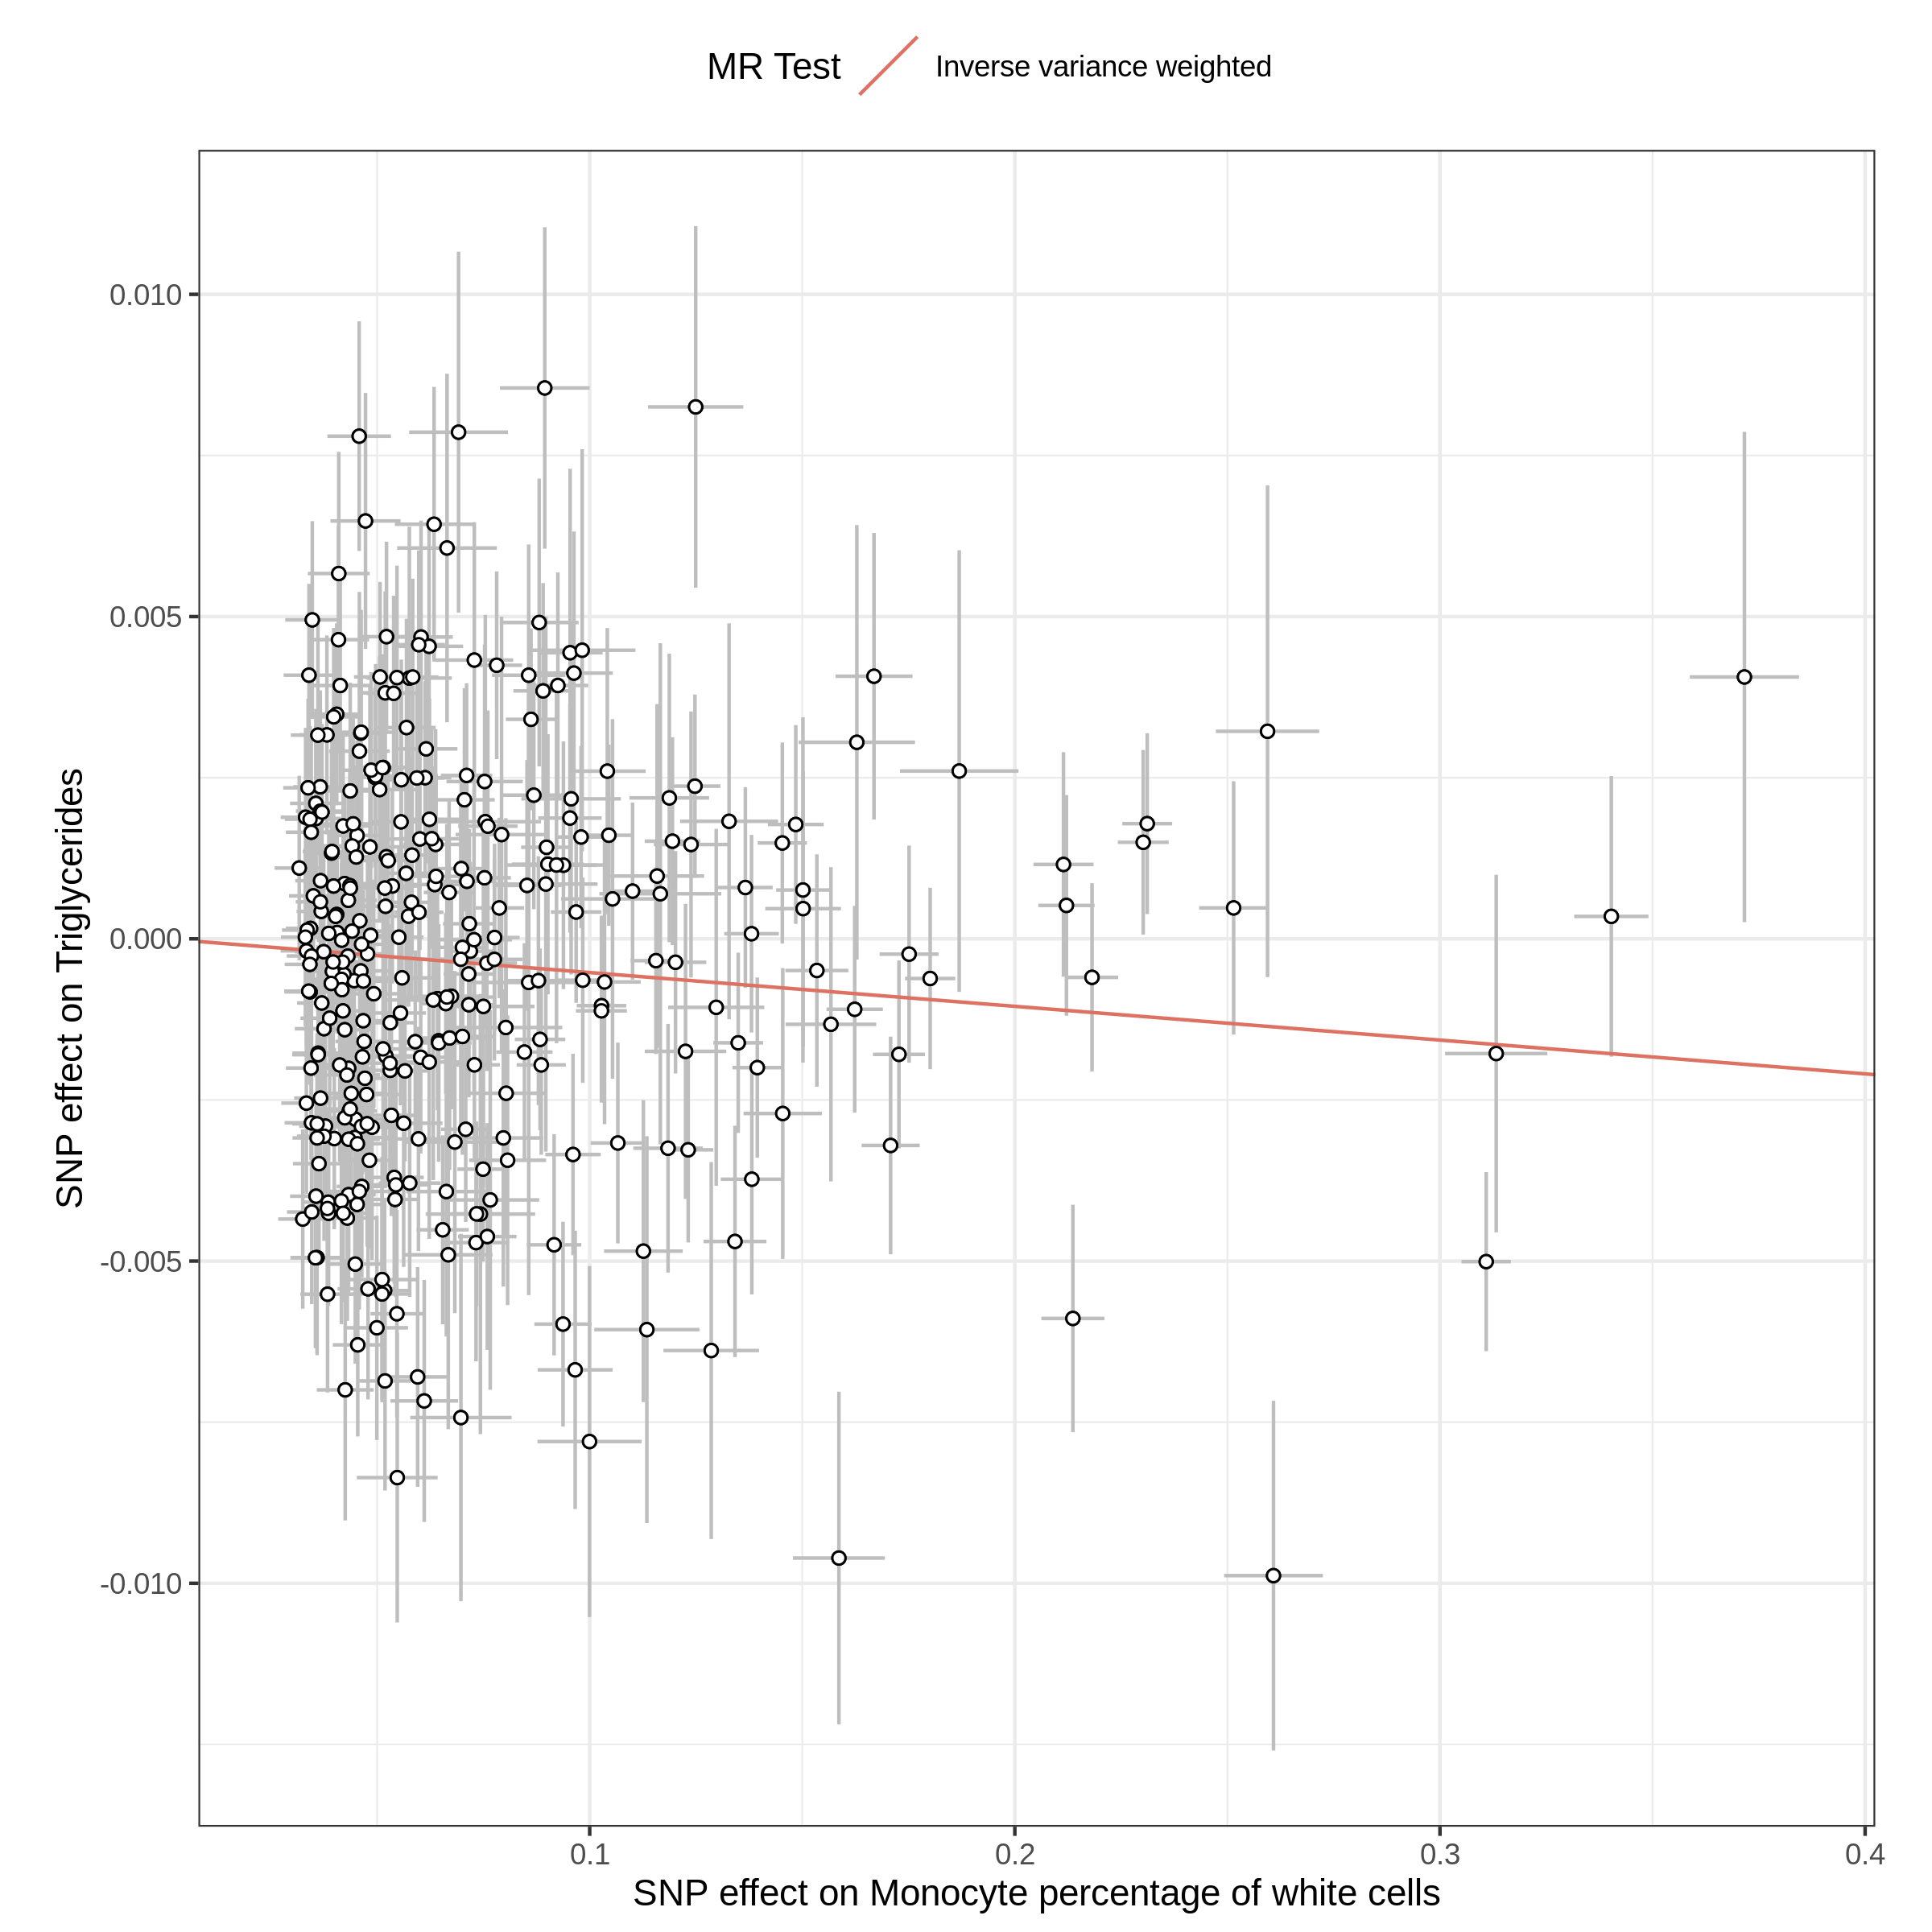 MR Test Inverse variance weighted
0.010
0.005
0.000
-0.005
-0.010
SNP effect on Triglycerides
0.1 0.2 0.3 0.4
SNP effect on Monocyte percentage of white cells